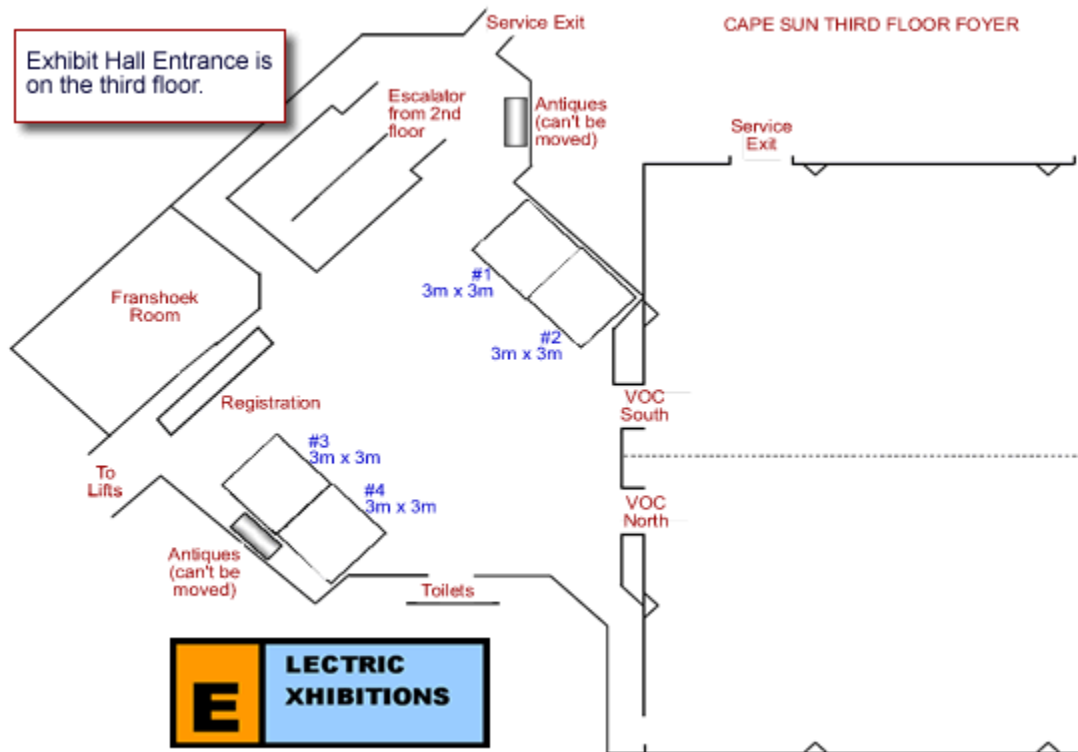 Service Exit
CAPE SUN THIRD FLOOR FOYER
Exhibit Hall Entrance is
on the third floor.
Escalator
from 2nd
floor
Antiques
(can't be
moved)
Service
Exit
#1
3m x 3m
Franshoek
Room
#2
3m x 3m
Registration
VOC
South
#3
3m x 3m
To
Lifts
#4
3m x 3m
VOC
North
Antiques
(can't be
moved)
Toilets
E
LECTRIC
XHIBITIONS